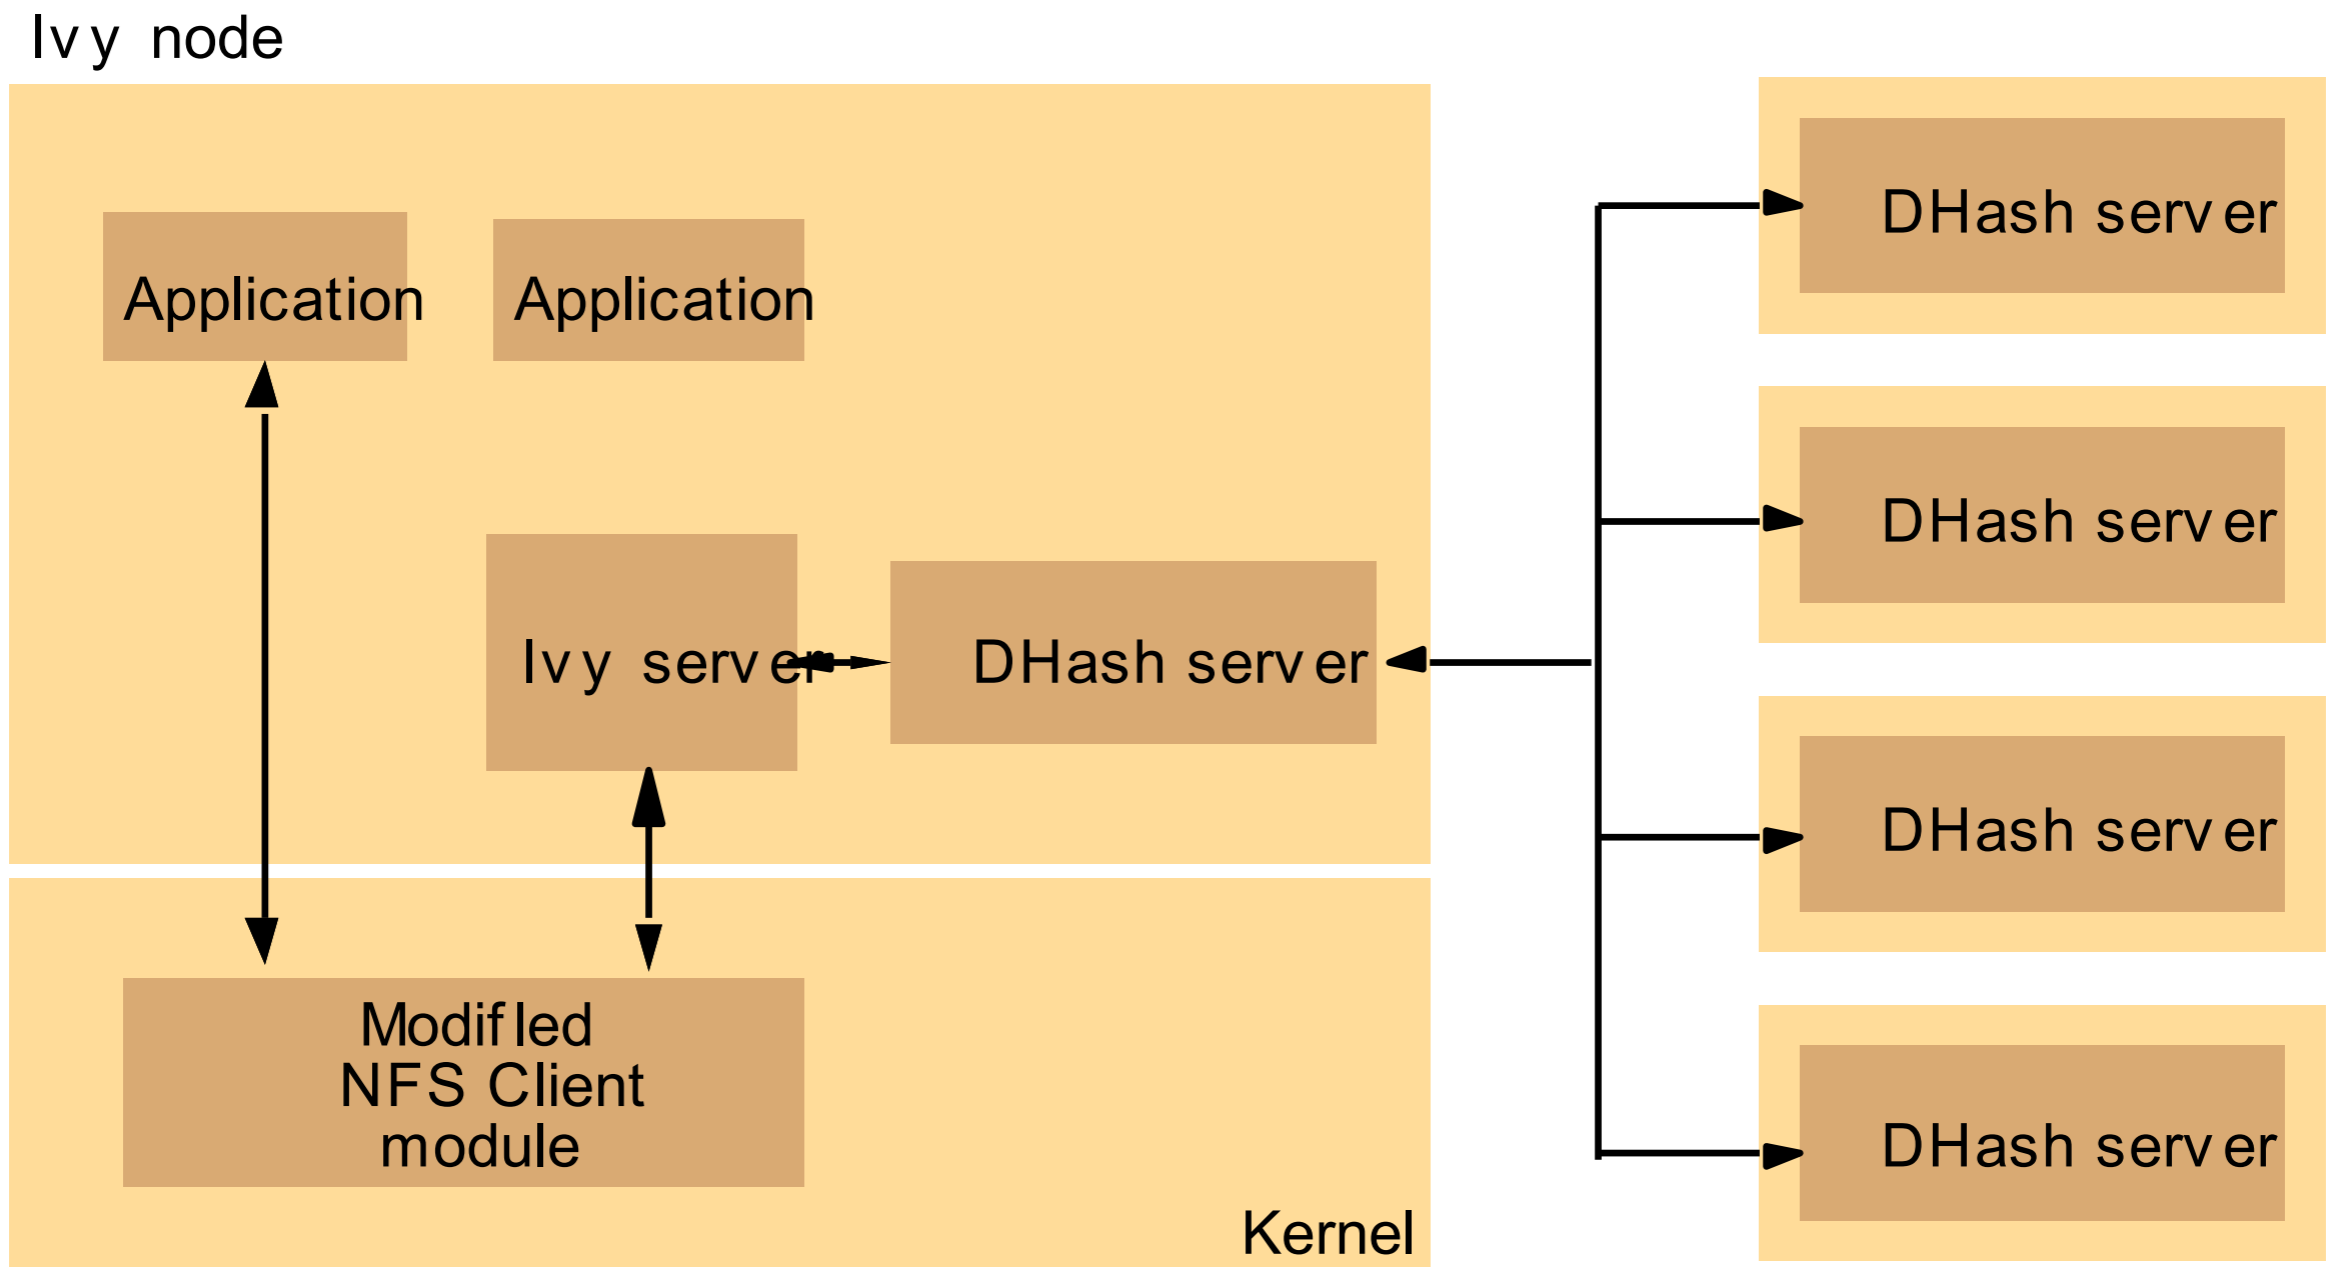 Ivy node
Application
Application
Ivy server
DHash server
Modifled
NFS Client
module
Kernel
DHash server
DHash server
DHash server
DHash server